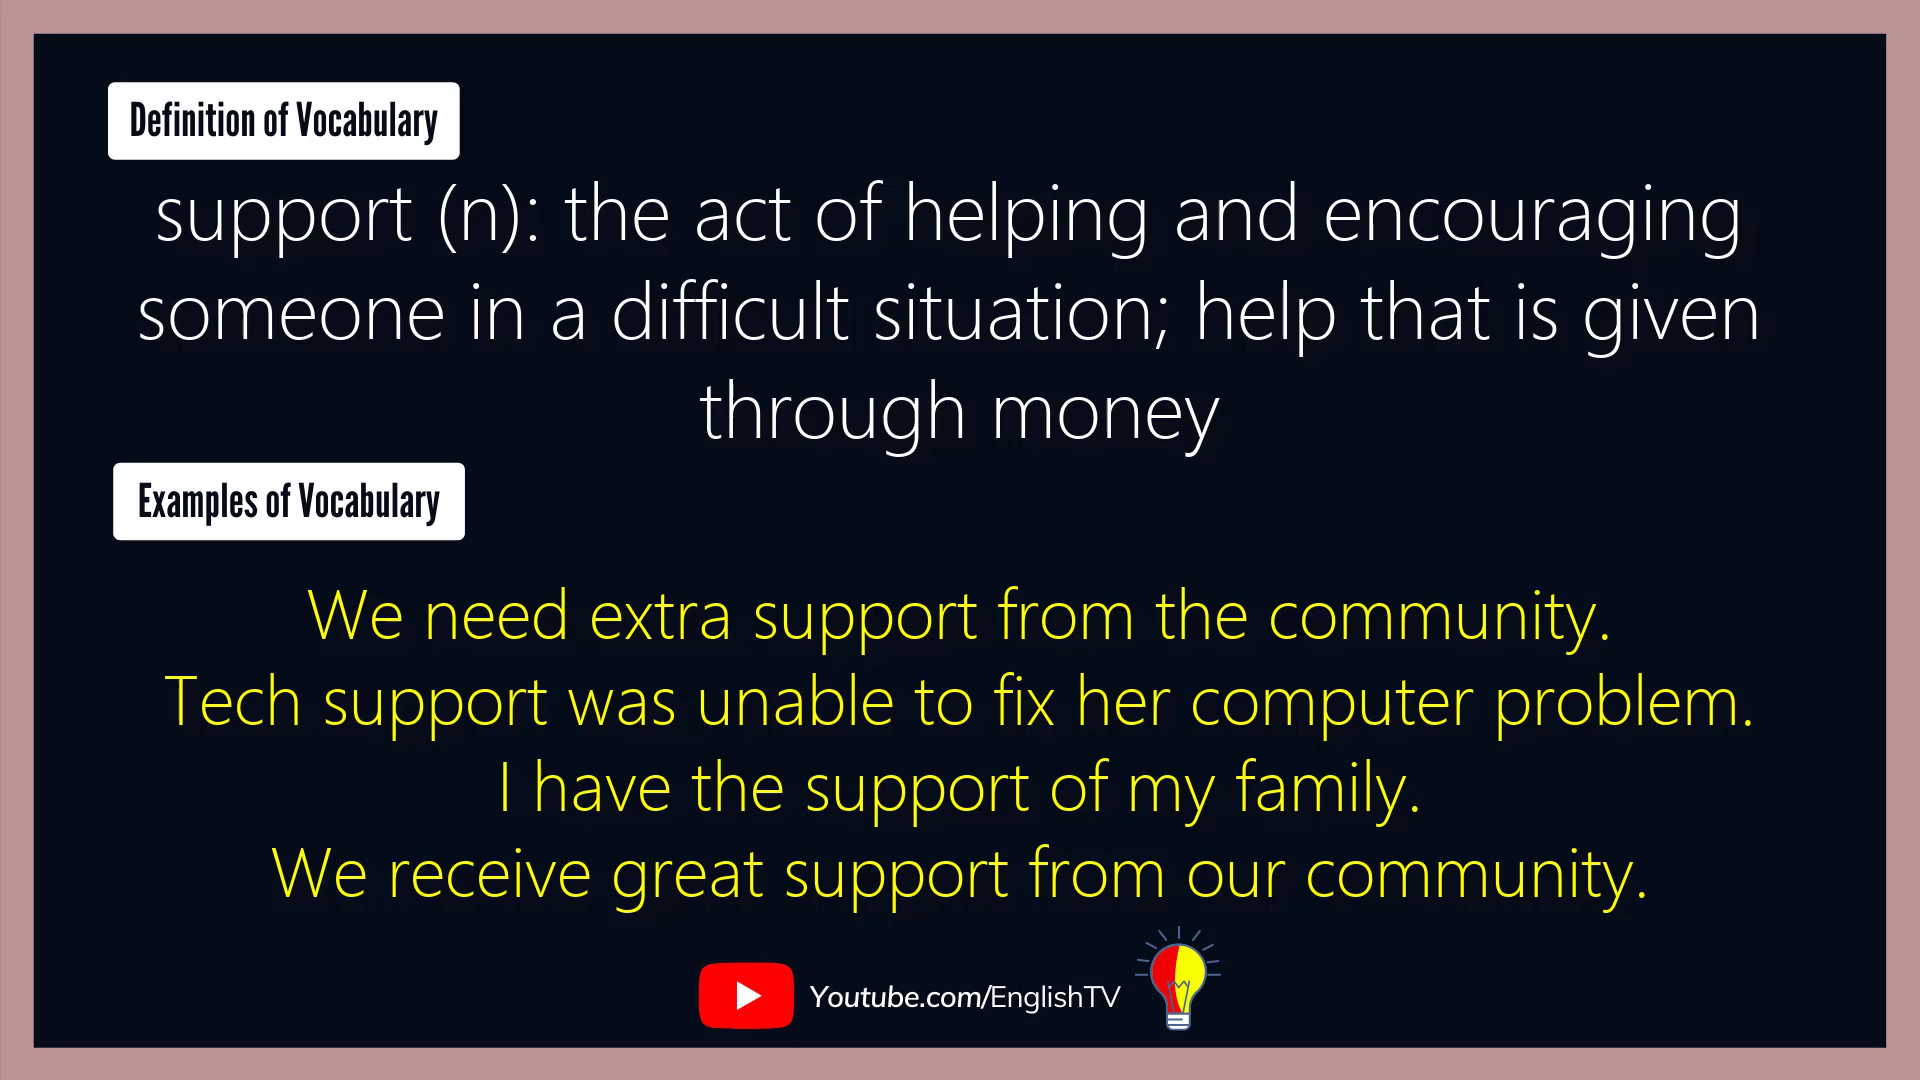 Definition of Vocabulary
support (n): the act of helping and encouraging
someone in a difficult situation; help that is given
through money
Examples of Vocabulary
We need extra support from the community.
Tech support was unable to fix her computer problem.
I have the support of my family.
We receive great support from our community.
Youtube.com/EnglishTV